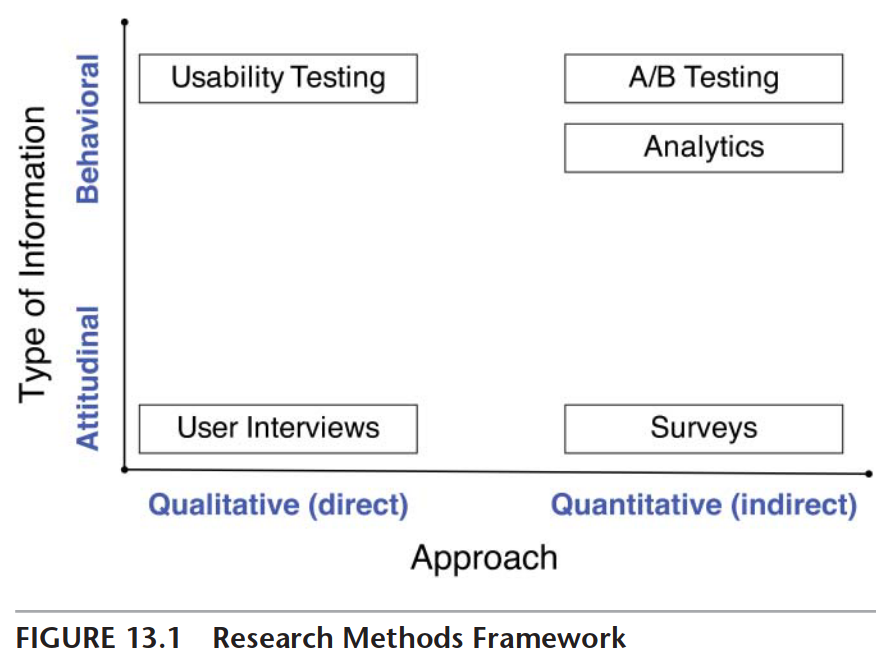 Type of Information
Behavioral
Attitudinal
Usability Testing
A/B Testing
Analytics
User Interviews
Surveys
Qualitative (direct)
Quantitative (indirect)
Approach
FIGURE 13.1 Research Methods Framework